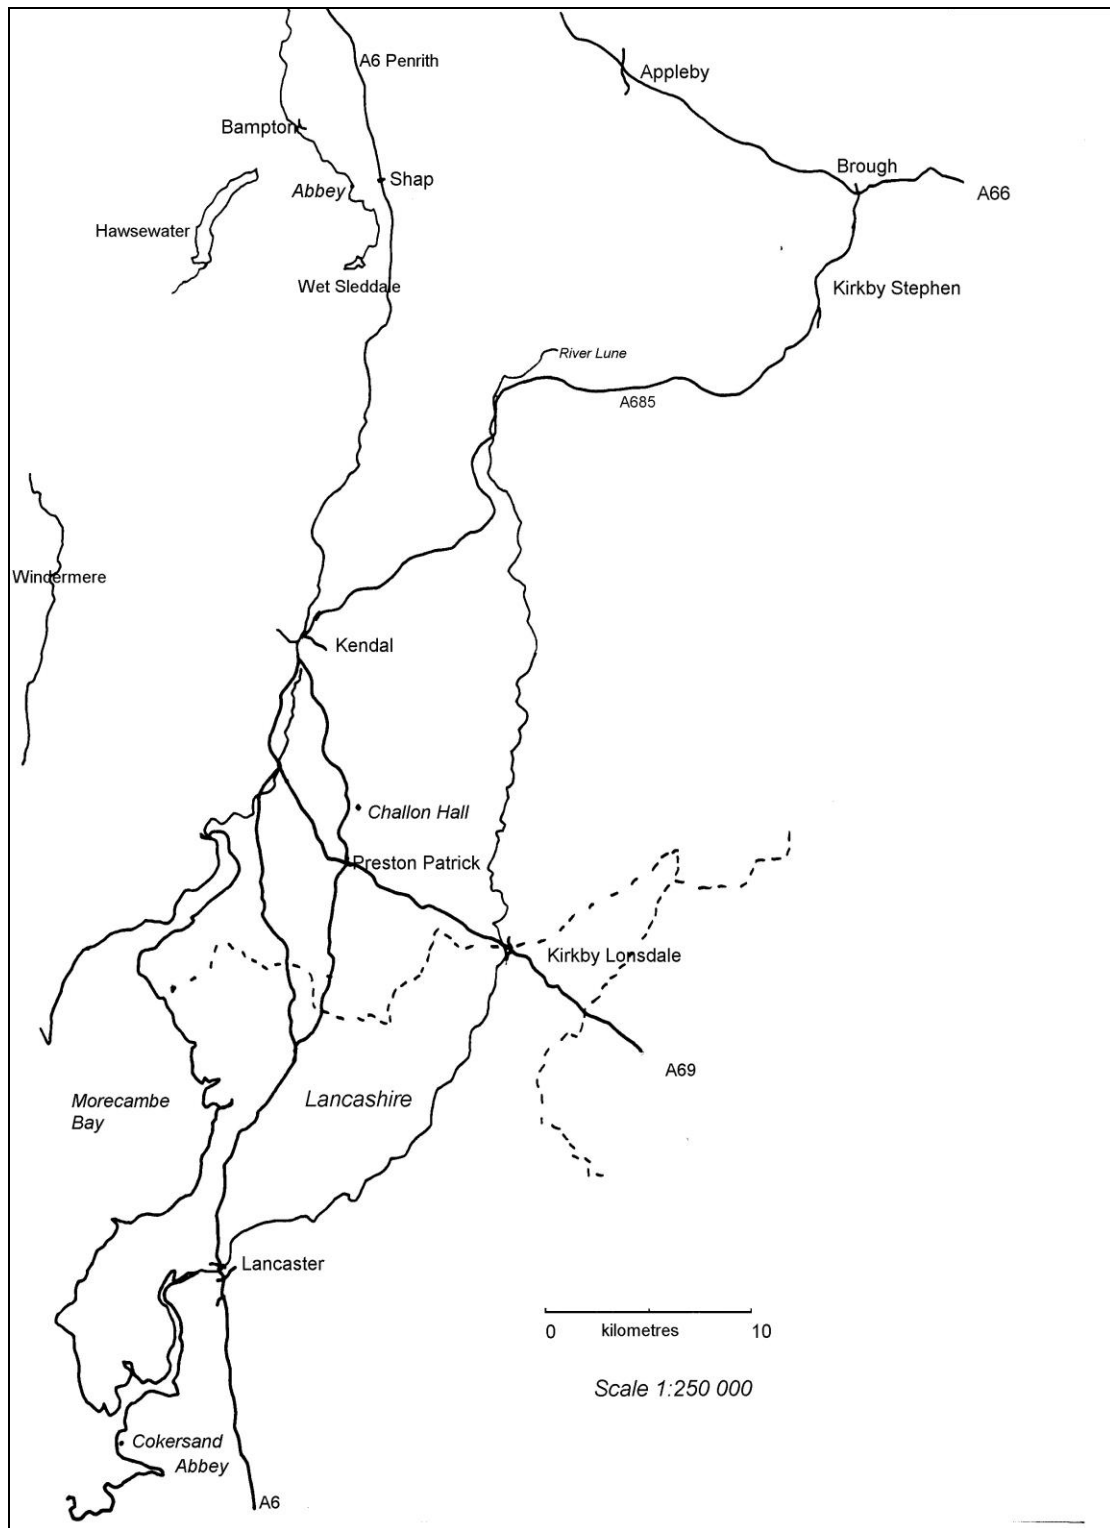 A6 Penrith
Appleby
Bampton
Brough
Abbey
Shap
A66
Hawsewater
Wet Sleddale
Kirkby Stephen
River Lune
A685
Windermere
Kendal
Challon Hall
Preston Patrick
Kirkby Lonsdale
A69
Morecambe
Bay
Lancashire
Lancaster
0 kilometres 10
Scale 1:250 000
Cokersand
Abbey
A6